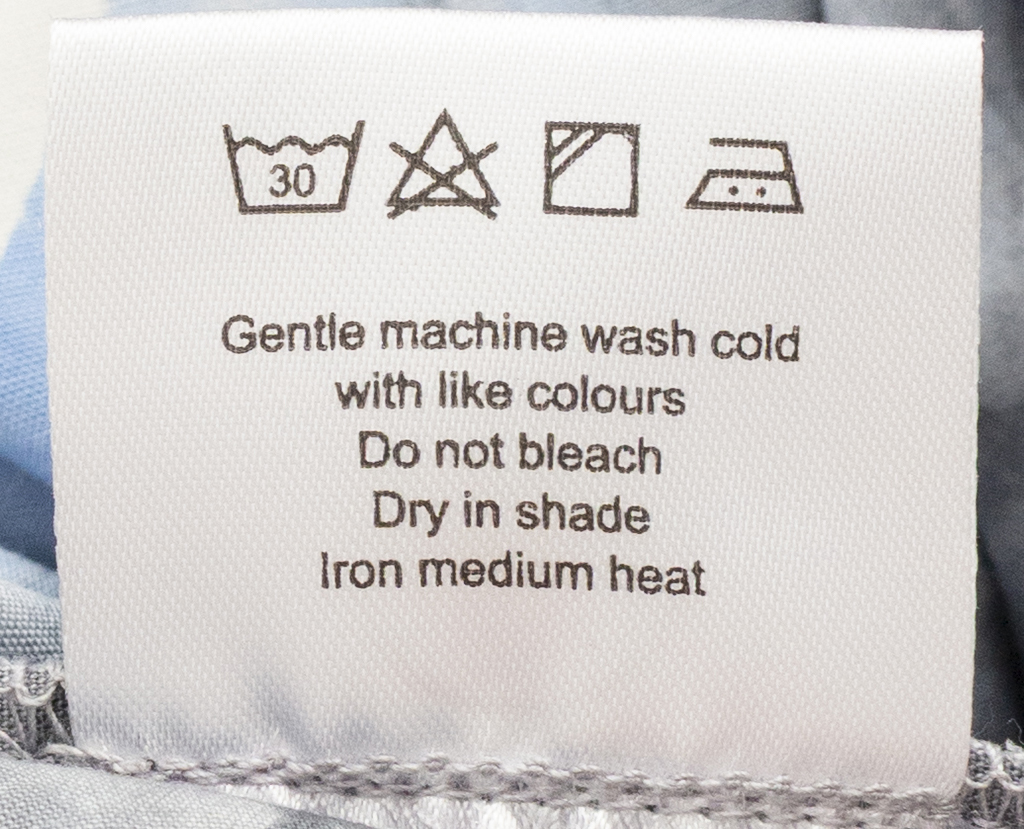 30
Gentle machine wash cold
with like colours
Do not bleach
Dry in shade
Iron medium heat